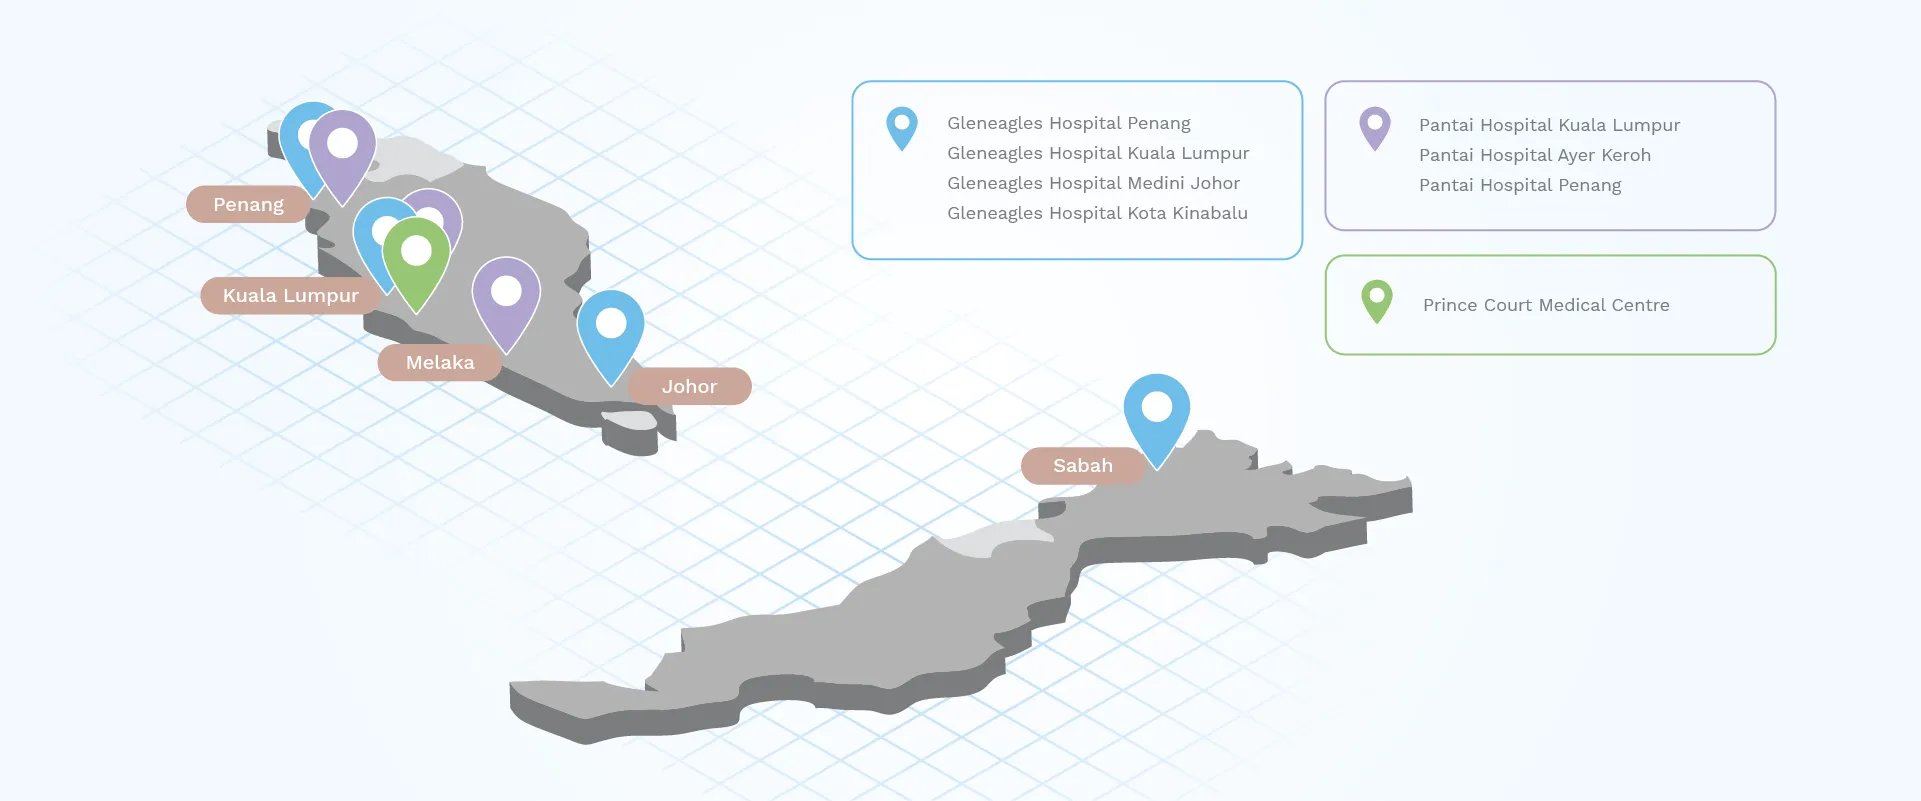 Penang
Kuala Lumpur
Melaka
Johor
Sabah
Gleneagles Hospital Penang
Gleneagles Hospital Kuala Lumpur
Gleneagles Hospital Medini Johor
Gleneagles Hospital Kota Kinabalu
Pantai Hospital Kuala Lumpur
Pantai Hospital Ayer Keroh
Pantai Hospital Penang
Prince Court Medical Centre